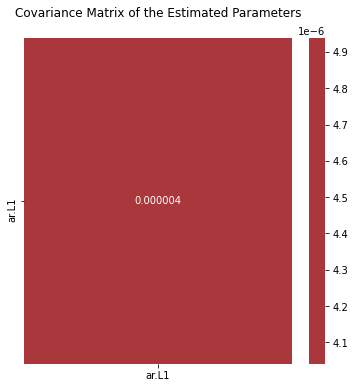 Covariance Matrix of the Estimated Parameters
1e−6
4.9
4.8
4.7
4.6
4.5
4.4
4.3
4.2
4.1
0.000004
ar.L1
ar.L1